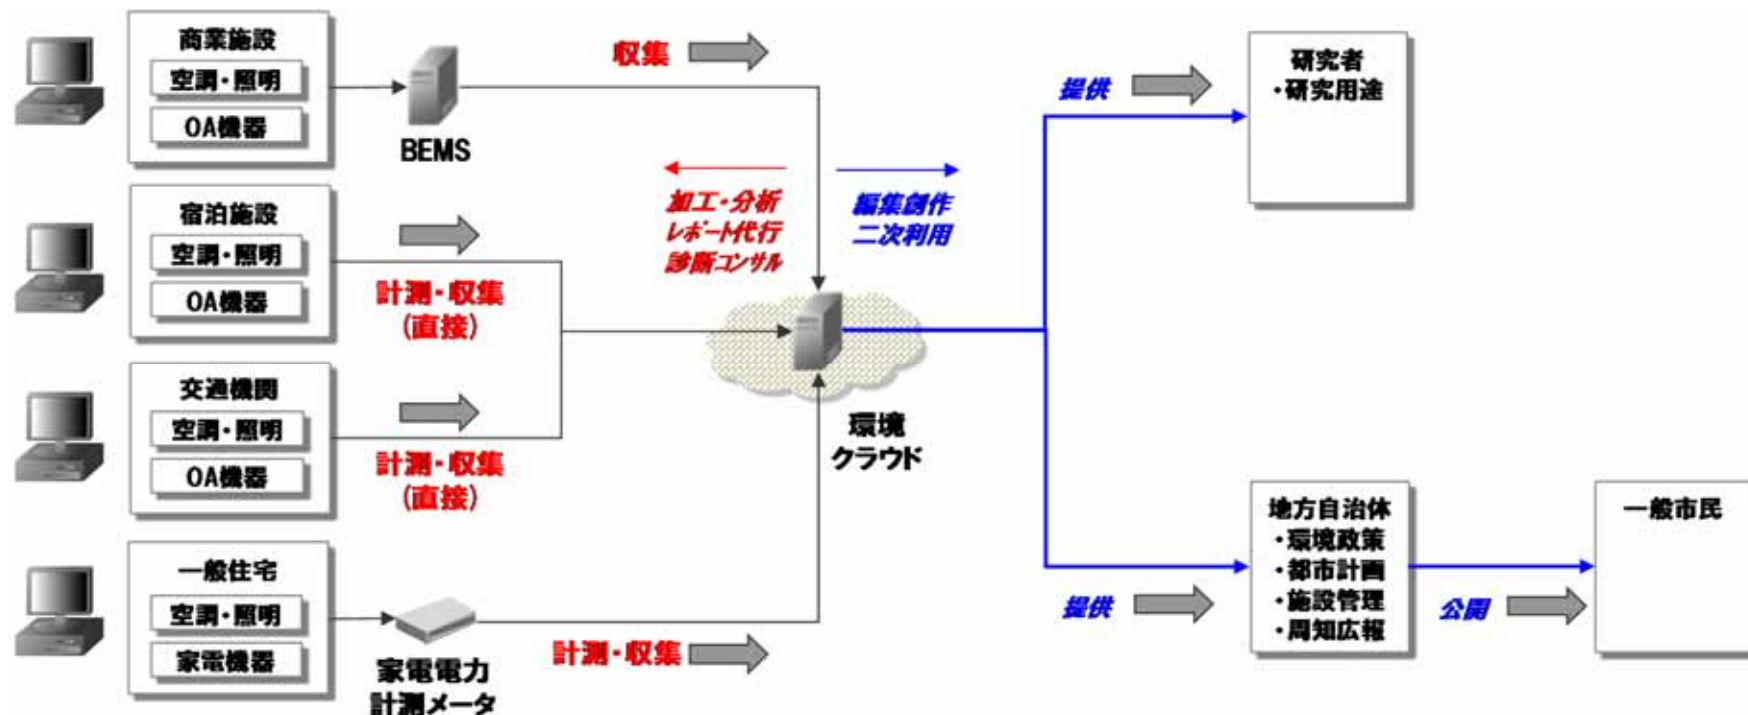 商業施設
空調・照明
OA機器
BEMS
収集
宿泊施設
空調・照明
OA機器
計測・収集
(直接)
交通機関
空調・照明
OA機器
計測・収集
(直接)
一般住宅
空調・照明
家電機器
家電電力
計測メータ
計測・収集
加工・分析
レポート代行
診断コンサル
編集創作
二次利用
環境
クラウド
提供
研究者
・研究用途
提供
地方自治体
・環境政策
・都市計画
・施設管理
・周知広報
公開
一般市民